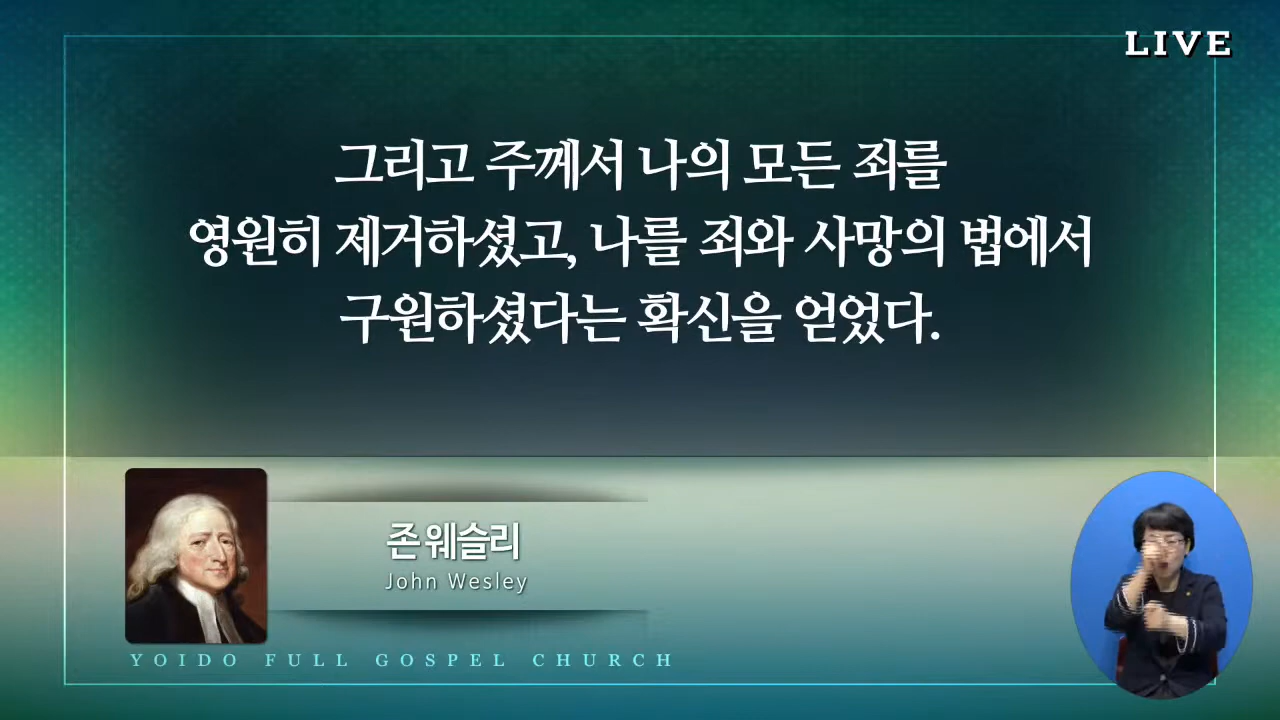 LIVE
그리고 주께서 나의 모든 죄를
영원히 제거하셨고, 나를 죄와 사망의 법에서
구원하셨다는 확신을 얻었다.
존 웨슬리
John Wesley
YOIDO FULL GOSPEL CHURCH